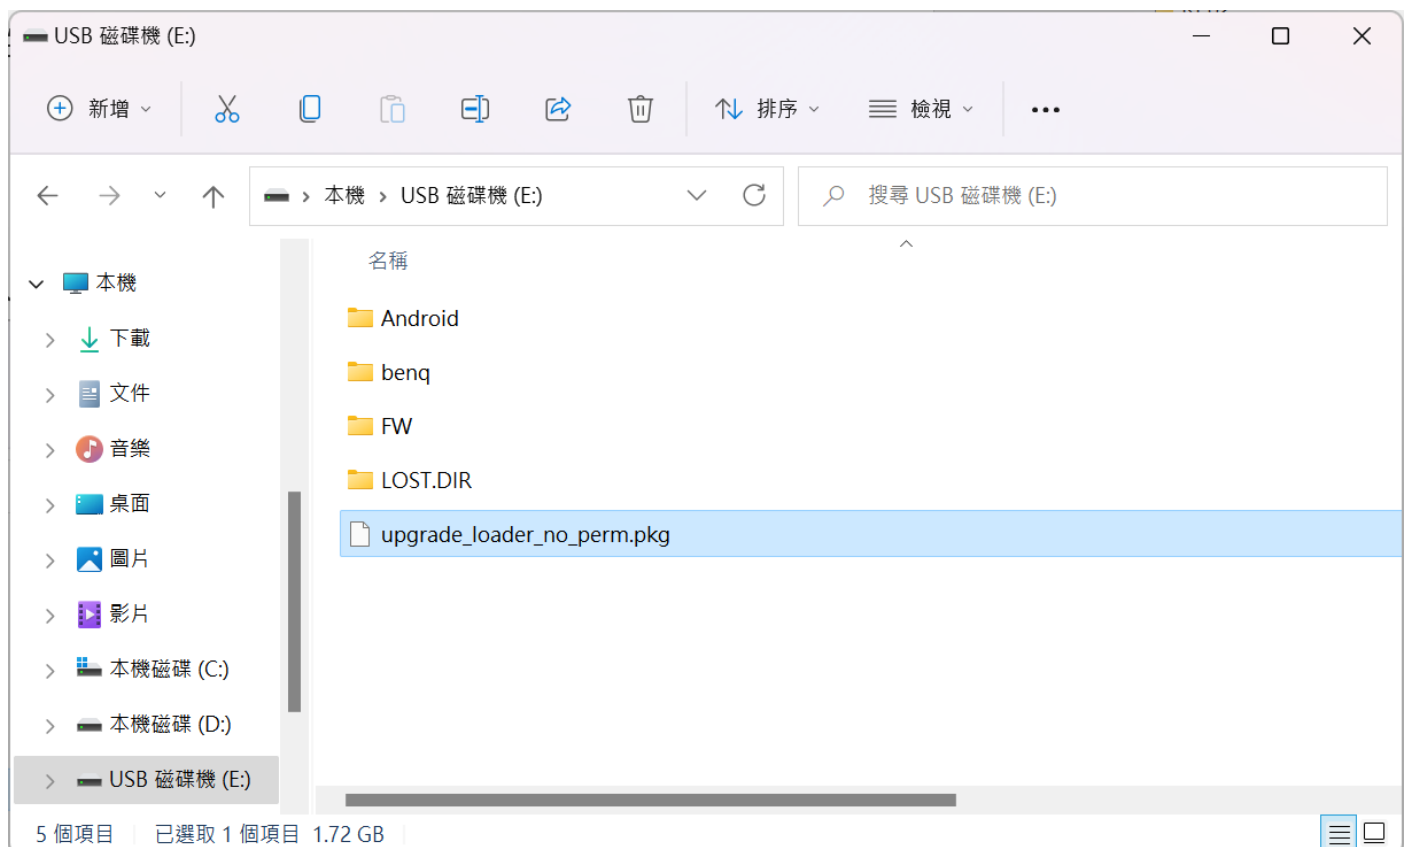 USB 磁碟機 (E:)
新增
排序
檢視
本機 › USB 磁碟機 (E:)
搜尋 USB 磁碟機 (E:)
名稱
本機
下載
文件
音樂
桌面
圖片
影片
本機磁碟 (C:)
本機磁碟 (D:)
USB 磁碟機 (E:)
Android
benq
FW
LOST.DIR
upgrade_loader_no_perm.pkg
5 個項目
已選取 1 個項目 1.72 GB